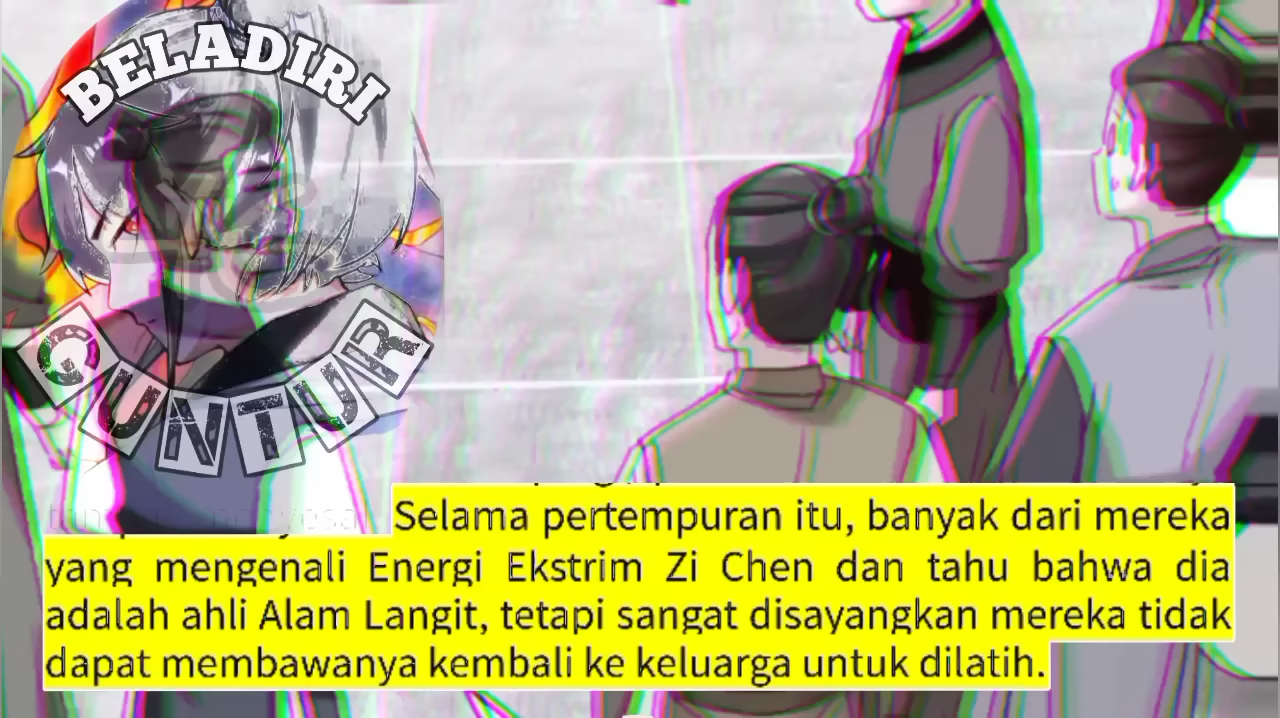 BELADIRI
GUNTUR
Selama pertempuran itu, banyak dari mereka
yang mengenali Energi Ekstrim Zi Chen dan tahu bahwa dia
adalah ahli Alam Langit, tetapi sangat disayangkan mereka tidak
dapat membawanya kembali ke keluarga untuk dilatih.